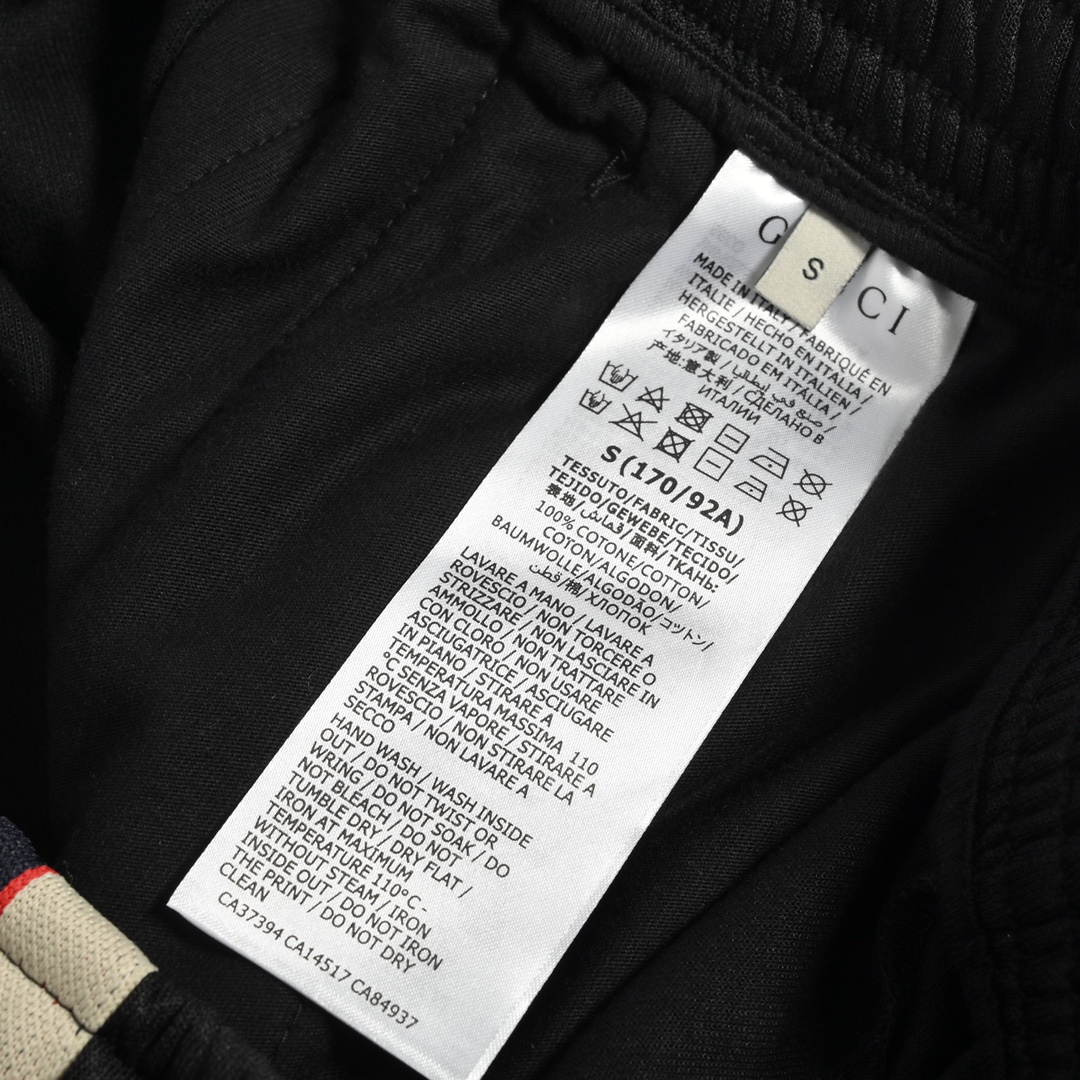 G CI
S
MADE IN ITALY/FABRIQUÉ EN
ITALIE / HECHO EN ITALIA /
HERGESTELLT IN ITALIEN /
FABRICADO EM ITALIA /
イタリア製 / صنع في إيطاليا /
产地:意大利 / СДЕЛАНО В
ИТАЛИИ
S (170/92A)
TESSUTO/FABRIC/TISSU/
TEJIDO/GEWEBE/TECIDO/
表地/قماش/面料/ТКАНЬ:
100% COTONE/COTTON/
COTON/ALGODON/
BAUMWOLLE/ALGODÃO/コットン/
قطن/棉/ХЛОПОК
LAVARE A MANO / LAVARE A
ROVESCIO / NON TORCERE O
STRIZZARE / NON LASCIARE IN
AMMOLLO / NON TRATTARE
CON CLORO / NON USARE
ASCIUGATRICE / ASCIUGARE
IN PIANO / STIRARE A
TEMPERATURA MASSIMA 110
°C SENZA VAPORE / STIRARE A
ROVESCIO / NON STIRARE LA
STAMPA / NON LAVARE A
SECCO
HAND WASH / WASH INSIDE
OUT / DO NOT TWIST OR
WRING / DO NOT SOAK / DO
NOT BLEACH / DO NOT
TUMBLE DRY / DRY FLAT /
IRON AT MAXIMUM
TEMPERATURE 110°C
WITHOUT STEAM / IRON
INSIDE OUT / DO NOT IRON
THE PRINT / DO NOT DRY
CLEAN
CA37394 CA14517 CA84937